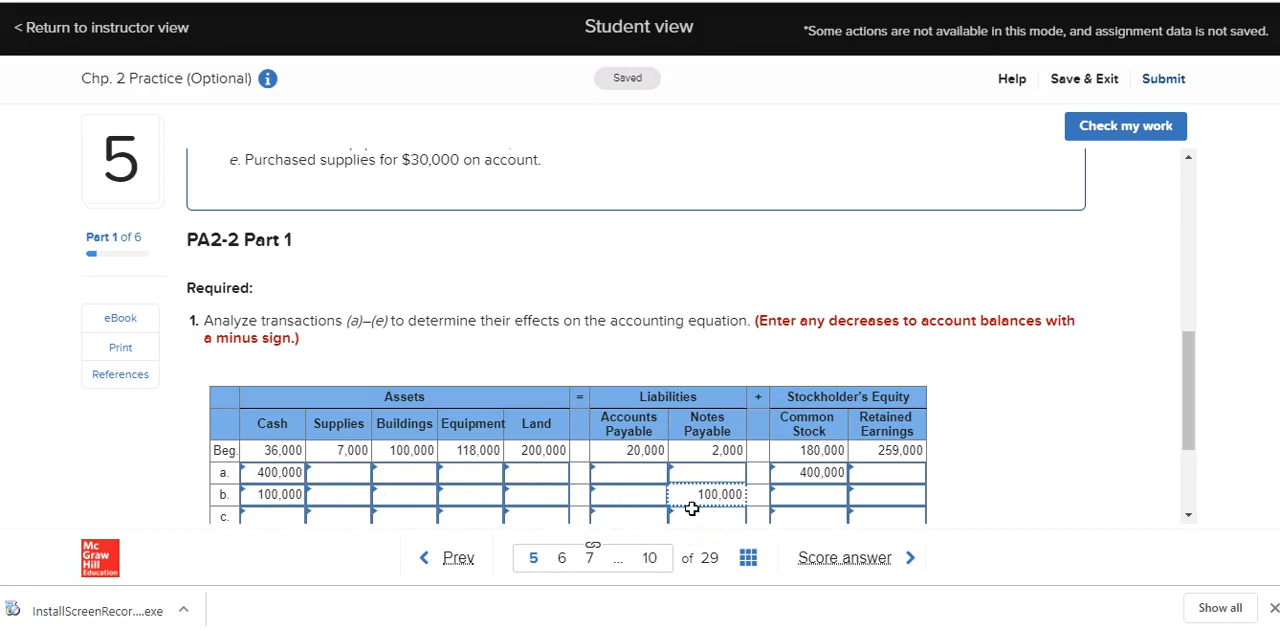 < Return to instructor view
Student view
*Some actions are not available in this mode, and assignment data is not saved.
Chp. 2 Practice (Optional) i
Saved
Help
Save & Exit
Submit
5
Check my work
e. Purchased supplies for $30,000 on account.
Part 1 of 6
PA2-2 Part 1
Required:
eBook
Print
References
1. Analyze transactions (a)–(e) to determine their effects on the accounting equation. (Enter any decreases to account balances with
a minus sign.)
Assets = Liabilities + Stockholder's Equity
Cash Supplies Buildings Equipment Land Accounts Payable Notes Payable Common Stock Retained Earnings
Beg. 36,000 7,000 100,000 118,000 200,000 20,000 2,000 180,000 259,000
a. 400,000 400,000
b. 100,000 100,000
c.
Mc
Graw
Hill
Education
< Prev
5 6 7 ... 10 of 29
Score answer >
InstallScreenRecor....exe
Show all